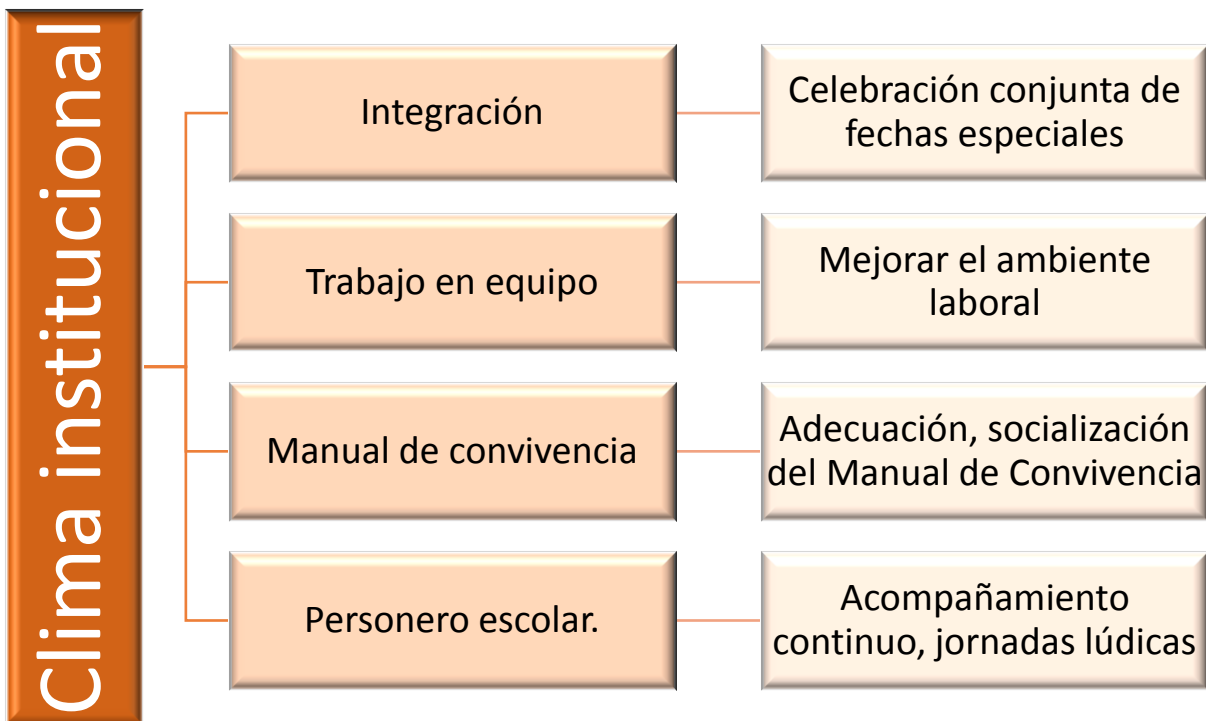 Clima institucional
Integración
Celebración conjunta de
fechas especiales
Trabajo en equipo
Mejorar el ambiente
laboral
Manual de convivencia
Adecuación, socialización
del Manual de Convivencia
Personero escolar.
Acompañamiento
continuo, jornadas lúdicas